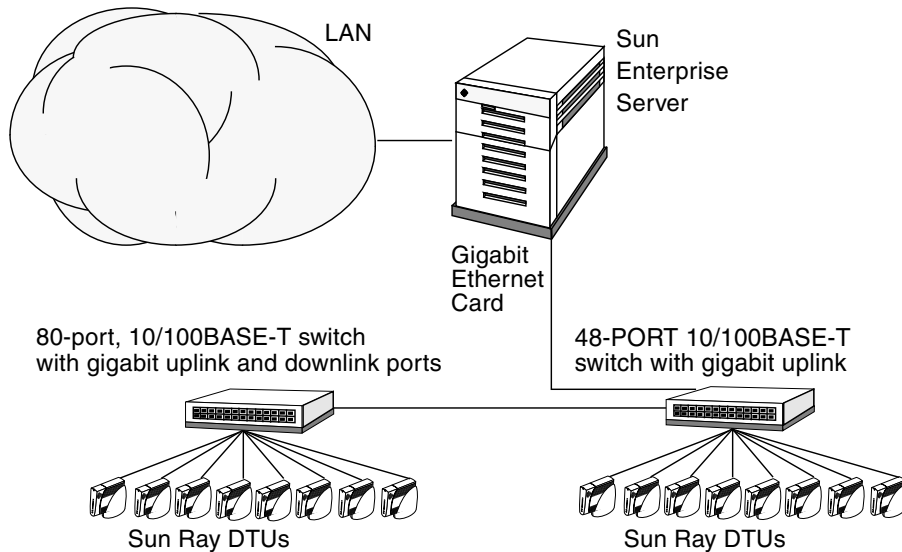 LAN
Sun
Enterprise
Server
Gigabit
Ethernet
Card
80-port, 10/100BASE-T switch
with gigabit uplink and downlink ports
48-PORT 10/100BASE-T
switch with gigabit uplink
Sun Ray DTUs
Sun Ray DTUs